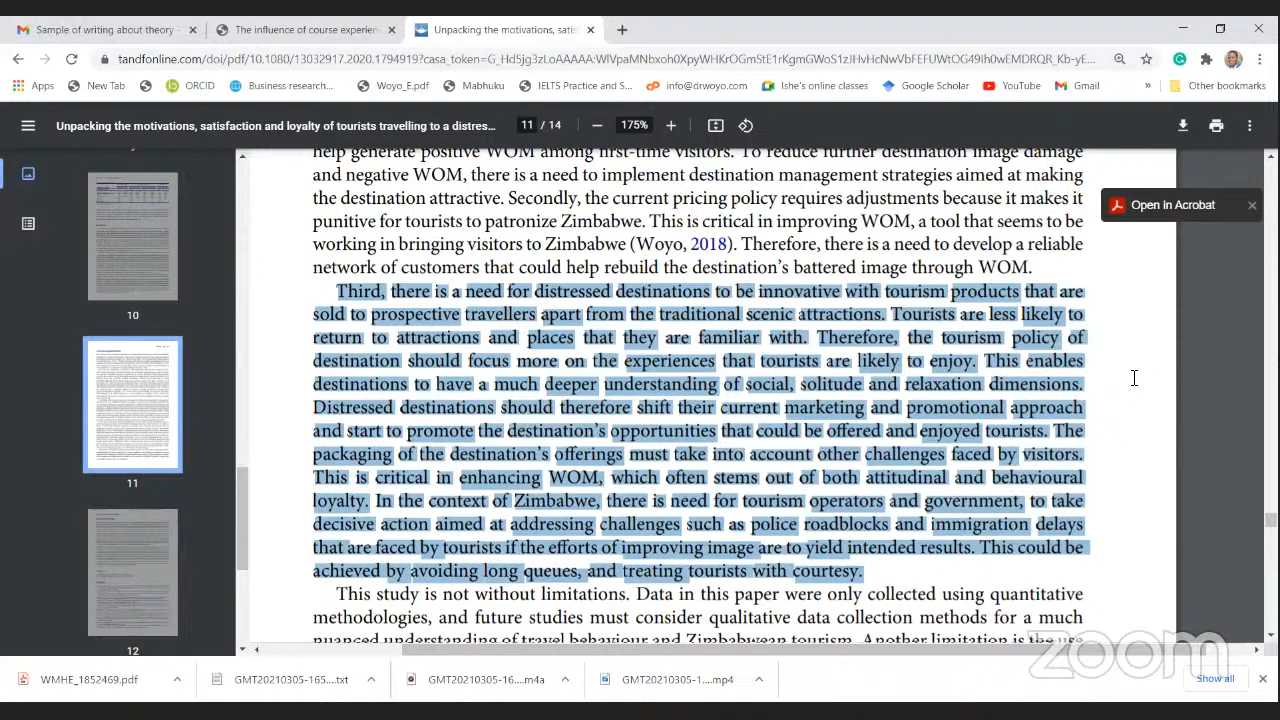 Sample of writing about theory -
The influence of course experien
Unpacking the motivations, satis
tandfonline.com/doi/pdf/10.1080/13032917.2020.1794919?casa_token=
Apps
New Tab
ORCID
Business research...
Woyo_E.pdf
Mabhuku
IELTS Practice and S...
info@drwoyo.com
Ishe's online classes
Google Scholar
YouTube
Gmail
»
Other bookmarks
Unpacking the motivations, satisfaction and loyalty of tourists travelling to a distres...
11 / 14
175%
Open in Acrobat
10
11
12
help generate positive WOM among first-time visitors. To reduce further destination image damage
and negative WOM, there is a need to implement destination management strategies aimed at making
the destination attractive. Secondly, the current pricing policy requires adjustments because it makes it
punitive for tourists to patronize Zimbabwe. This is critical in improving WOM, a tool that seems to be
working in bringing visitors to Zimbabwe (Woyo, 2018). Therefore, there is a need to develop a reliable
network of customers that could help rebuild the destination's battered image through WOM.
Third, there is a need for distressed destinations to be innovative with tourism products that are
sold to prospective travellers apart from the traditional scenic attractions. Tourists are less likely to
return to attractions and places that they are familiar with Therefore, the tourism policy of
destination should focus more on the experiences that tourists are likely to enjoy. This enables
destinations to have a much deeper understanding of social, solitude and relaxation dimensions.
Distressed destinations should therefore shift their current marketing and promotional approach
and start to promote the destination's opportunities that could be offered and enjoyed tourists. The
packaging of the destination's offerings must take into account other challenges faced by visitors.
This is critical in enhancing WOM, which often stems out of both attitudinal and behavioural
loyalty. In the context of Zimbabwe, there is need for tourism operators and government, to take
decisive action aimed at addressing challenges such as police roadblocks and immigration delays
that are faced by tourists if the efforts of improving image are to yield intended results. This could be
achieved by avoiding long queues, and treating tourists with courtesy.
This study is not without limitations. Data in this paper were only collected using quantitative
methodologies, and future studies must consider qualitative data collection methods for a much
nuanced understanding of travel behaviour and Zimbabwean tourism. Another limitation is the use
zoom
WMHE_1852469.pdf
GMT20210305-165....txt
GMT20210305-16....m4a
GMT20210305-1....mp4
Show all